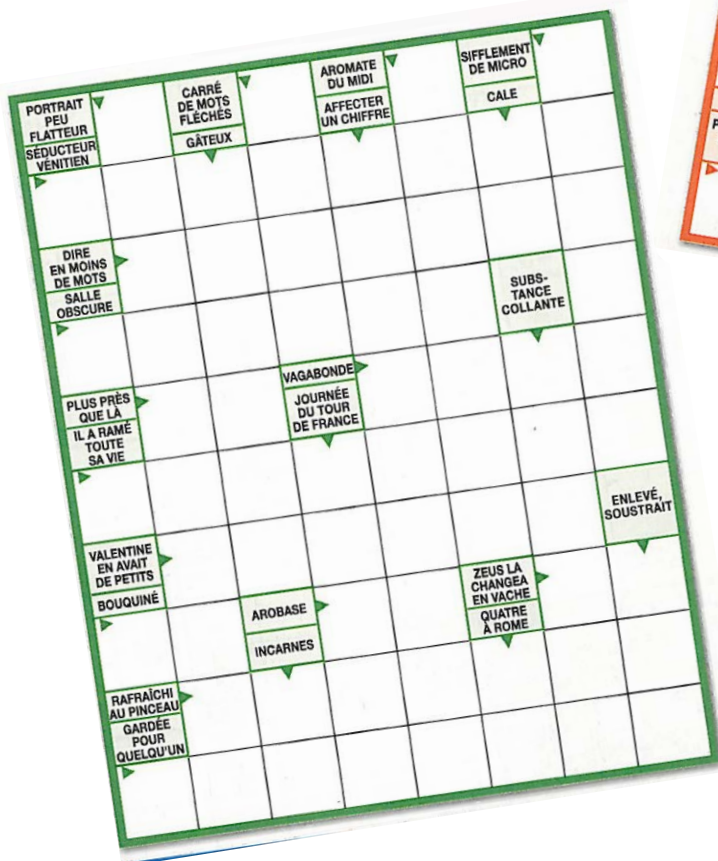 PORTRAIT
PEU
FLATTEUR
SÉDUCTEUR
VÉNITIEN
CARRÉ
DE MOTS
FLÉCHÉS
GÂTEUX
AROMATE
DU MIDI
AFFECTER
UN CHIFFRE
SIFFLEMENT
DE MICRO
CALE
DIRE
EN MOINS
DE MOTS
SALLE
OBSCURE
SUBS-
TANCE
COLLANTE
PLUS PRÈS
QUE LÀ
IL A RAMÉ
TOUTE
SA VIE
VAGABONDE
JOURNÉE
DU TOUR
DE FRANCE
ENLEVÉ,
SOUSTRAIT
VALENTINE
EN AVAIT
DE PETITS
BOUQUINÉ
AROBASE
INCARNES
ZEUS LA
CHANGEA
EN VACHE
QUATRE
À ROME
RAFRAÎCHI
AU PINCEAU
GARDÉE
POUR
QUELQU'UN